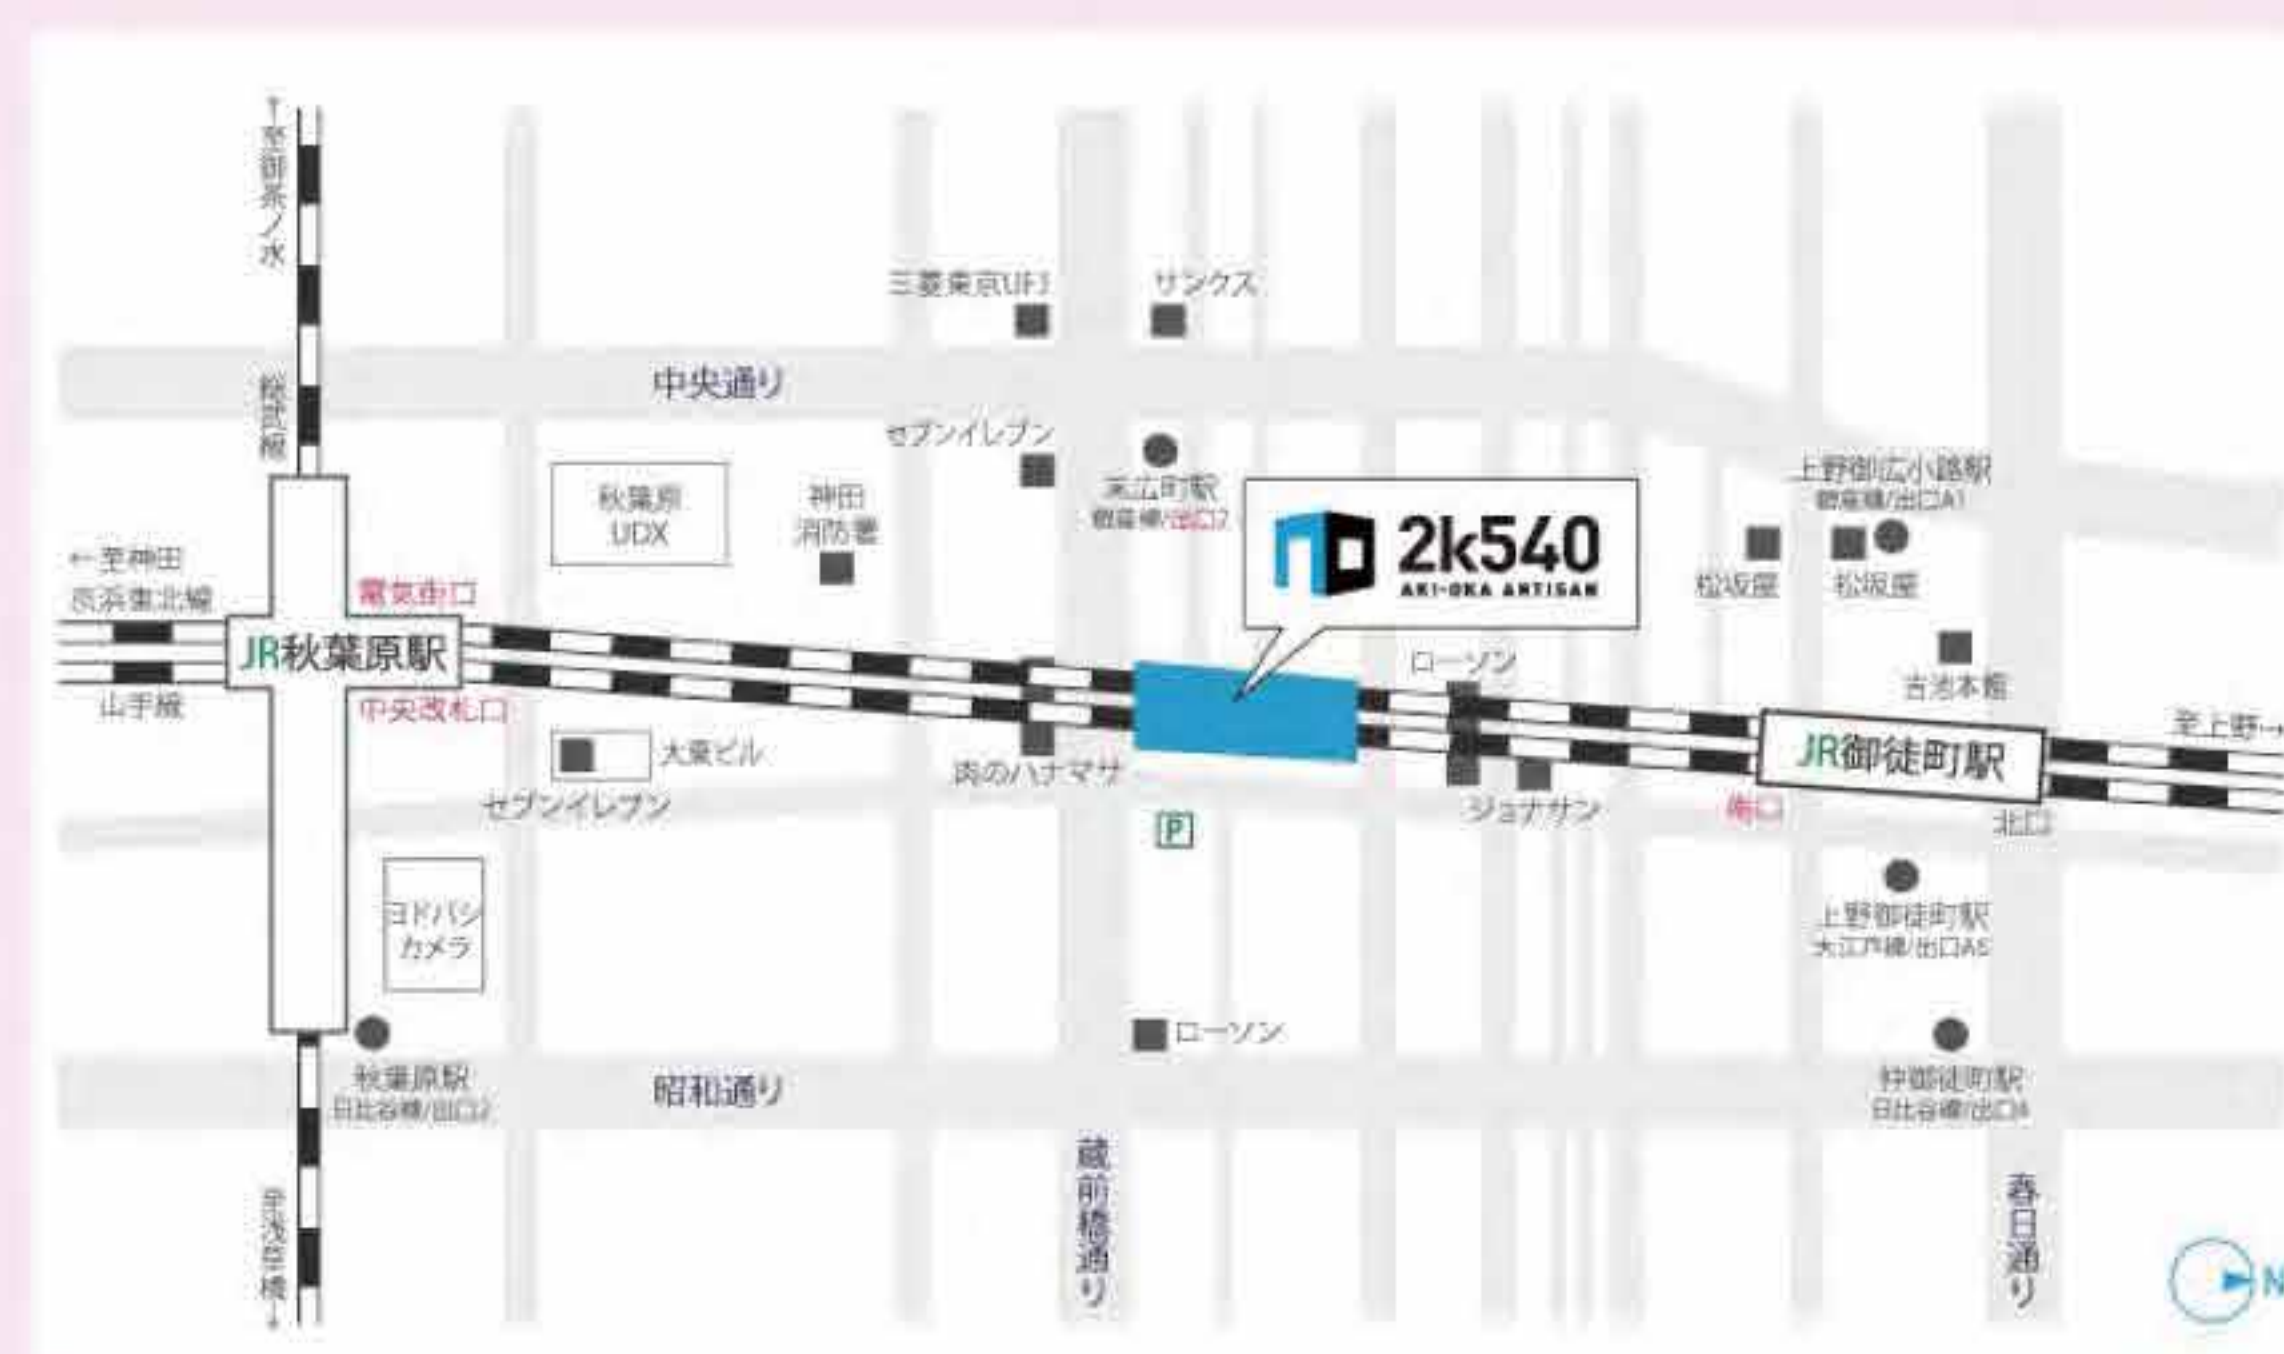 ↑至御茶ノ水
総武線
三菱東京UFJ
サンクス
中央通り
セブンイレブン
末広町駅
銀座線/出口2
上野御広小路駅
銀座線/出口A1
秋葉原
UDX
神田
消防署
2k540
AKI-OKA ARTISAN
松坂屋
松坂屋
←至神田
京浜東北線
電気街口
JR秋葉原駅
山手線
中央改札口
ローソン
吉池本館
至上野→
JR御徒町駅
大東ビル
セブンイレブン
肉のハナマサ
ジョナサン
南口
北口
P
ヨドバシ
カメラ
上野御徒町駅
大江戸線/出口A5
ローソン
秋葉原駅
日比谷線/出口2
昭和通り
仲御徒町駅
日比谷線/出口4
蔵前橋通り
春日通り
至浅草橋↓
N